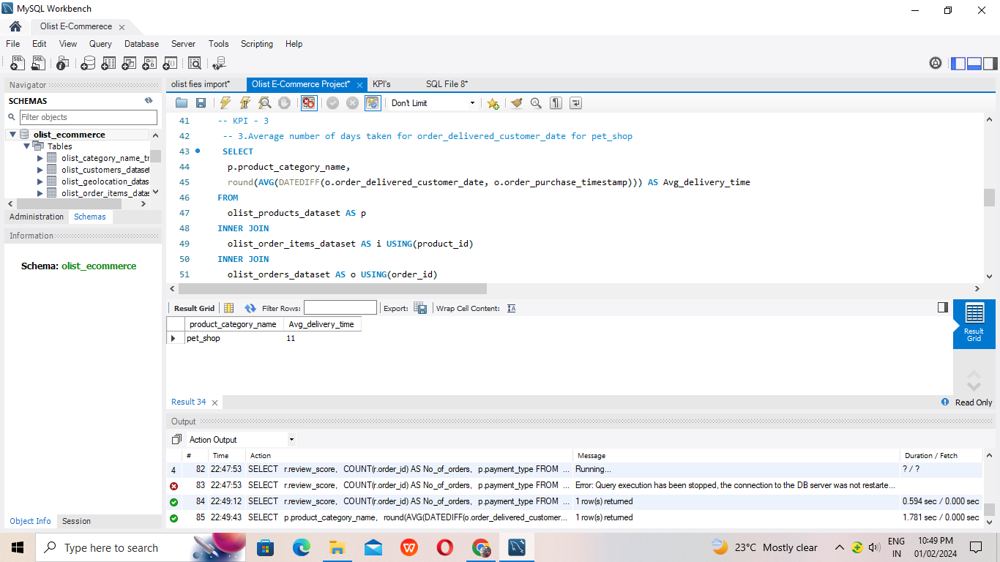 MySQL Workbench
Olist E-Commerece
File Edit View Query Database Server Tools Scripting Help
Navigator
SCHEMAS
Filter objects
olist_ecommerce
Tables
olist_category_name_tr
olist_customers_dataset
olist_geolocation_datas
olist_order_items_datas
Administration Schemas
Information
Schema: olist_ecommerce
Object Info Session
olist fies import* Olist E-Commerce Project* KPI's SQL File 8*
Don't Limit
41 -- KPI - 3
42 -- 3.Average number of days taken for order_delivered_customer_date for pet_shop
43 SELECT
44 p.product_category_name,
45 round(AVG(DATEDIFF(o.order_delivered_customer_date, o.order_purchase_timestamp))) AS Avg_delivery_time
46 FROM
47 olist_products_dataset AS p
48 INNER JOIN
49 olist_order_items_dataset AS i USING(product_id)
50 INNER JOIN
51 olist_orders_dataset AS o USING(order_id)
Result Grid Filter Rows: Export: Wrap Cell Content:
product_category_name Avg_delivery_time
pet_shop 11
Result Grid
Result 34
Read Only
Output
Action Output
# Time Action Message Duration / Fetch
4 82 22:47:53 SELECT r.review_score, COUNT(r.order_id) AS No_of_orders, p.payment_type FROM ... Running... ? / ?
83 22:47:53 SELECT r.review_score, COUNT(r.order_id) AS No_of_orders, p.payment_type FROM ... Error: Query execution has been stopped, the connection to the DB server was not restarte...
84 22:49:12 SELECT r.review_score, COUNT(r.order_id) AS No_of_orders, p.payment_type FROM ... 1 row(s) returned 0.594 sec / 0.000 sec
85 22:49:43 SELECT p.product_category_name, round(AVG(DATEDIFF(o.order_delivered_customer... 1 row(s) returned 1.781 sec / 0.000 sec
Type here to search
23°C Mostly clear
ENG
IN
10:49 PM
01/02/2024